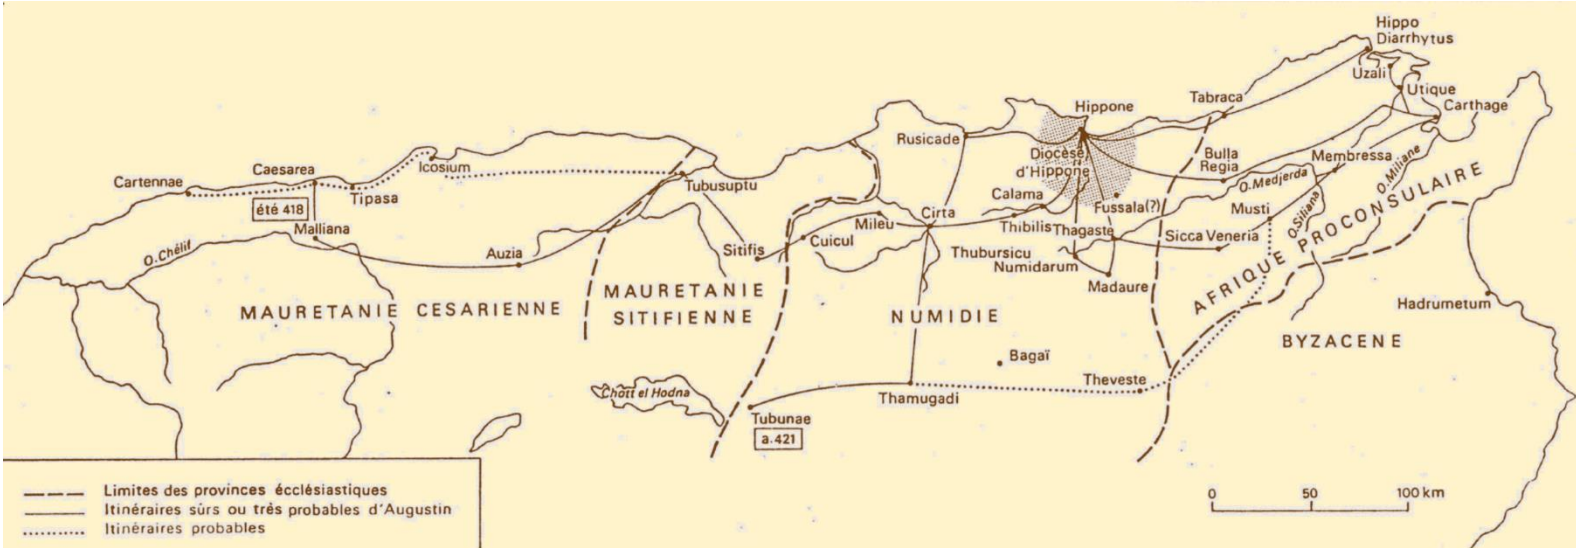 Hippo
Diarrhytus
Uzali
Utique
Carthage
Tabraca
Hippone
Rusicade
Diocèse
d'Hippone
Bulla
Regia
Membressa
O. Medjerda
O. Miliane
O. Siliana
Icosium
Caesarea
Cartennae
Tipasa
été 418
Malliana
O. Chélif
Auzia
Tubusuptu
Sitifis
Cuicul
Mileu
Cirta
Calama
Thibilis
Fussala(?)
Thagaste
Thubursicu
Numidarum
Madaure
Sicca Veneria
Musti
Hadrumetum
MAURETANIE CESARIENNE
MAURETANIE
SITIFIENNE
NUMIDIE
AFRIQUE PROCONSULAIRE
BYZACENE
Bagaï
Theveste
Thamugadi
Tubunae
a.421
Chott el Hodna
Limites des provinces écclésiastiques
Itinéraires sûrs ou très probables d'Augustin
Itinéraires probables
0 50 100 km